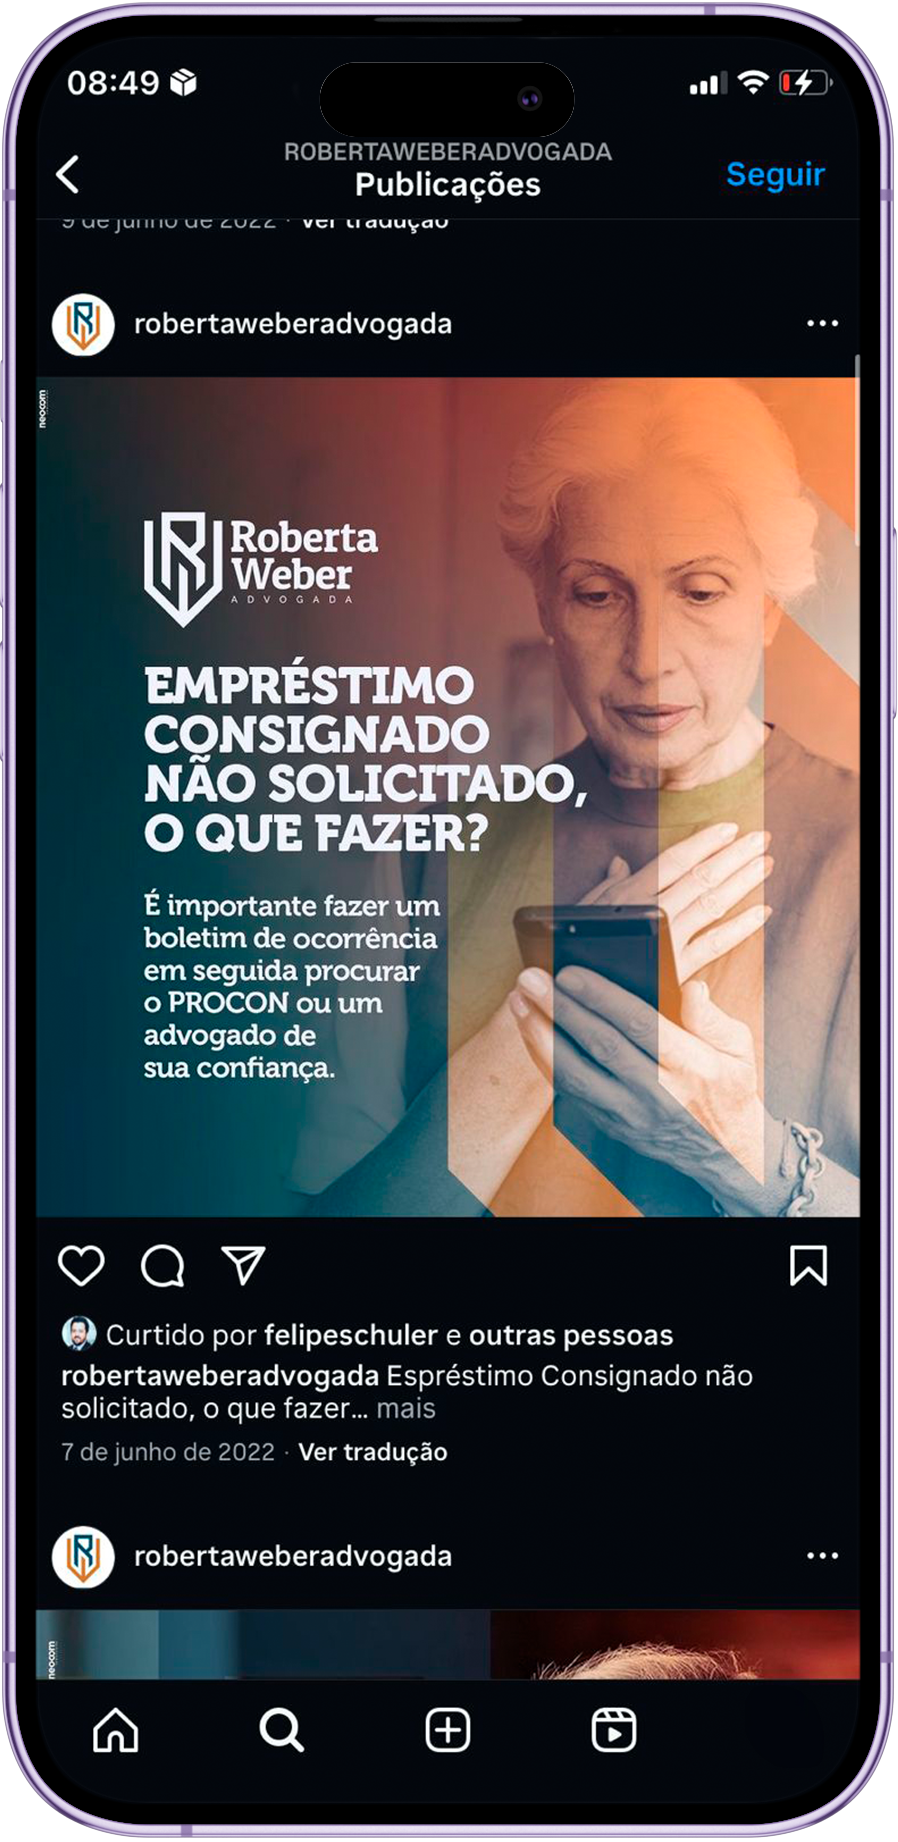 08:49
ROBERTAWEBERADVOGADA
Publicações
Seguir
9 de junho de 2022 · Ver tradução
robertaweberadvogada
neocom
Roberta
Weber
ADVOGADA
EMPRÉSTIMO
CONSIGNADO
NÃO SOLICITADO,
O QUE FAZER?
É importante fazer um
boletim de ocorrência
em seguida procurar
o PROCON ou um
advogado de
sua confiança.
Curtido por felipeschuler e outras pessoas
robertaweberadvogada Espréstimo Consignado não
solicitado, o que fazer... mais
7 de junho de 2022 · Ver tradução
robertaweberadvogada
neocom